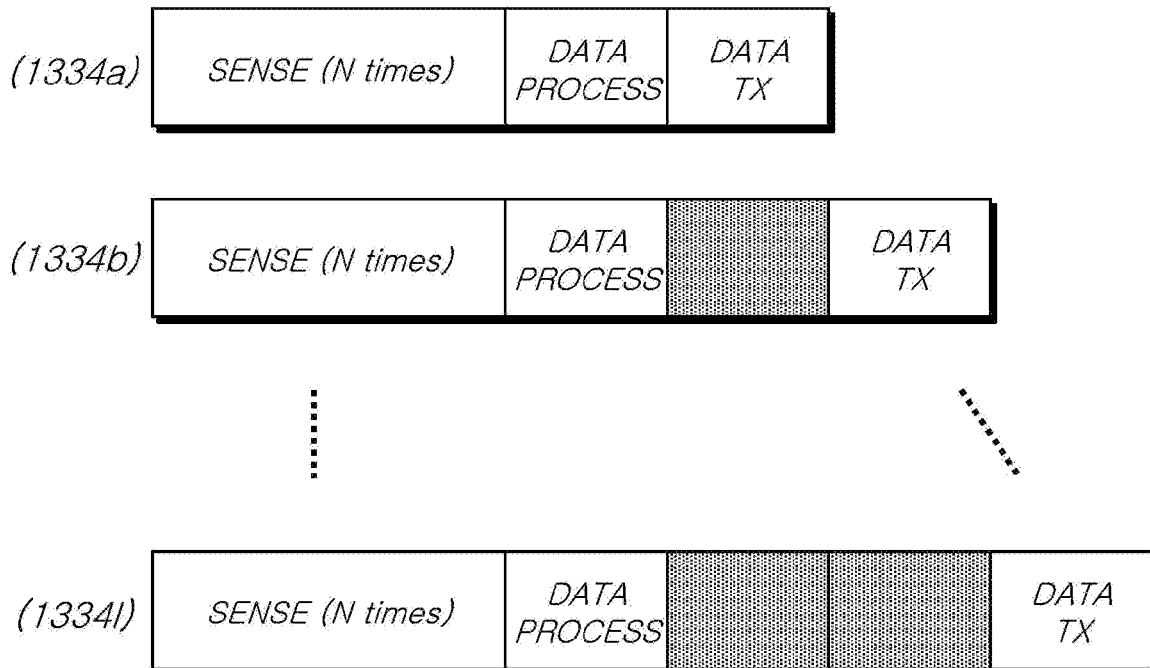 (1334a)
SENSE (N times)
DATA
PROCESS
DATA
TX
(1334b)
SENSE (N times)
DATA
PROCESS
DATA
TX
(1334l)
SENSE (N times)
DATA
PROCESS
DATA
TX